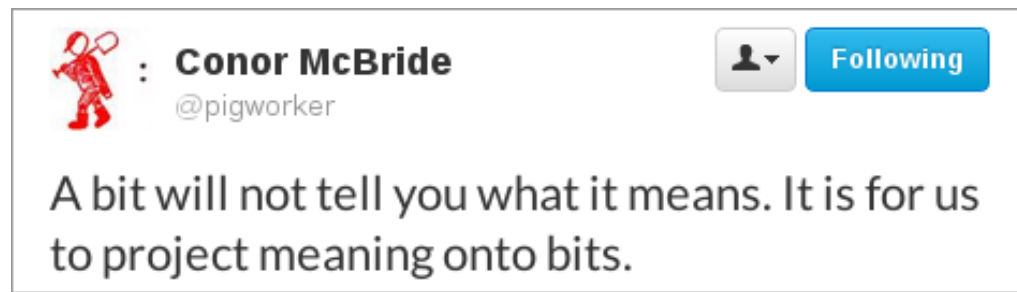 Conor McBride
Following
@pigworker
A bit will not tell you what it means. It is for us
to project meaning onto bits.